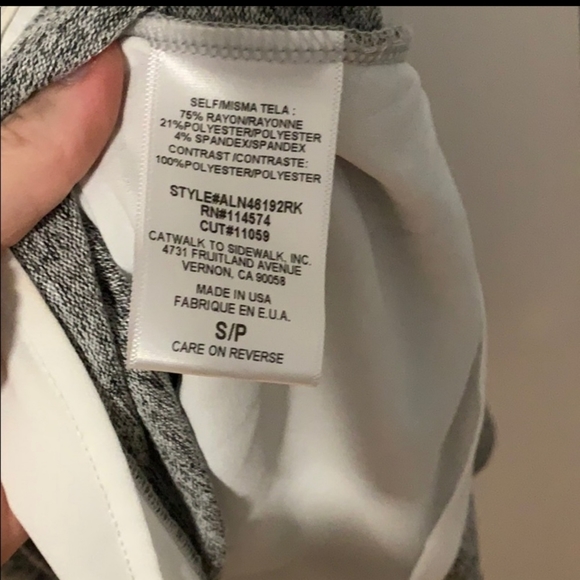 SELF/MISMA TELA :
75% RAYON/RAYONNE
21%POLYESTER/POLYESTER
4% SPANDEX/SPANDEX
CONTRAST /CONTRASTE:
100%POLYESTER/POLYESTER
STYLE#ALN46192RK
RN#114574
CUT#11059
CATWALK TO SIDEWALK, INC.
4731 FRUITLAND AVENUE
VERNON, CA 90058
MADE IN USA
FABRIQUE EN E.U.A.
S/P
CARE ON REVERSE